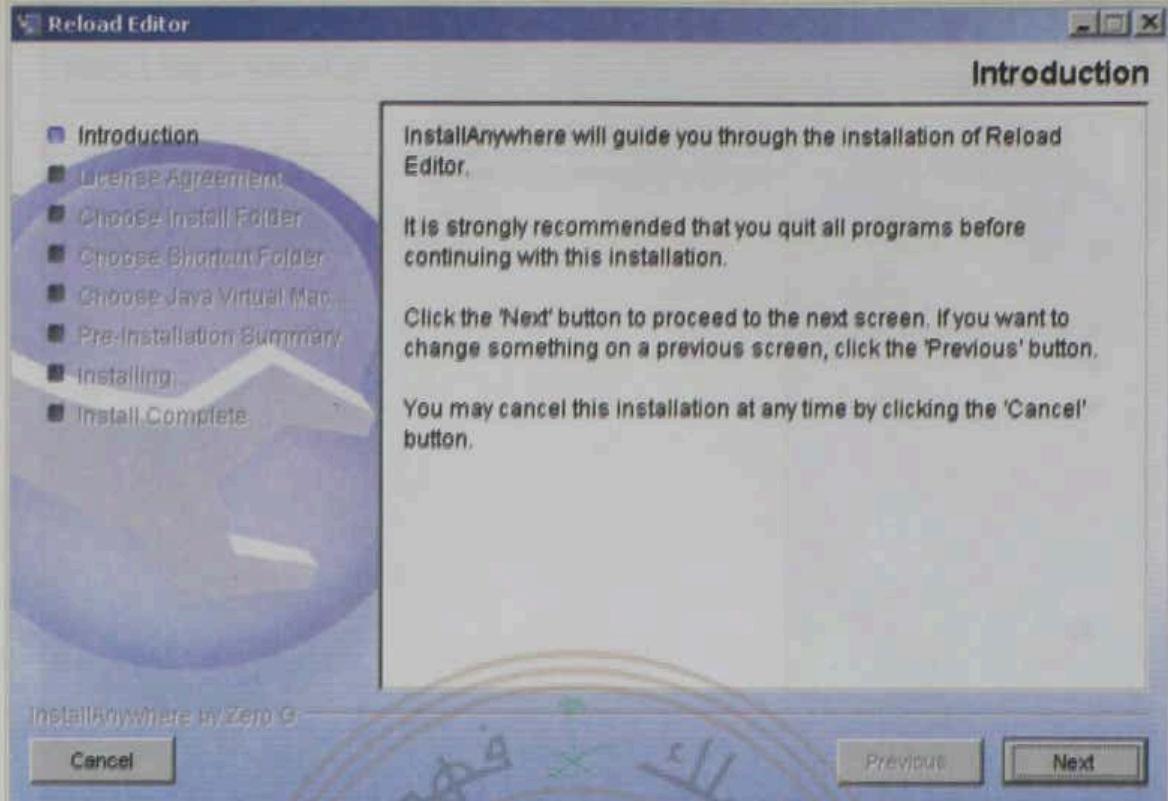 Reload Editor
Introduction
Introduction
License Agreement
Choose Install Folder
Choose Shortcut Folder
Choose Java Virtual Mac...
Pre-Installation Summary
Installing...
Install Complete
InstallAnywhere will guide you through the installation of Reload
Editor.
It is strongly recommended that you quit all programs before
continuing with this installation.
Click the 'Next' button to proceed to the next screen. If you want to
change something on a previous screen, click the 'Previous' button.
You may cancel this installation at any time by clicking the 'Cancel'
button.
InstallAnywhere by Zero G
Cancel
Previous
Next